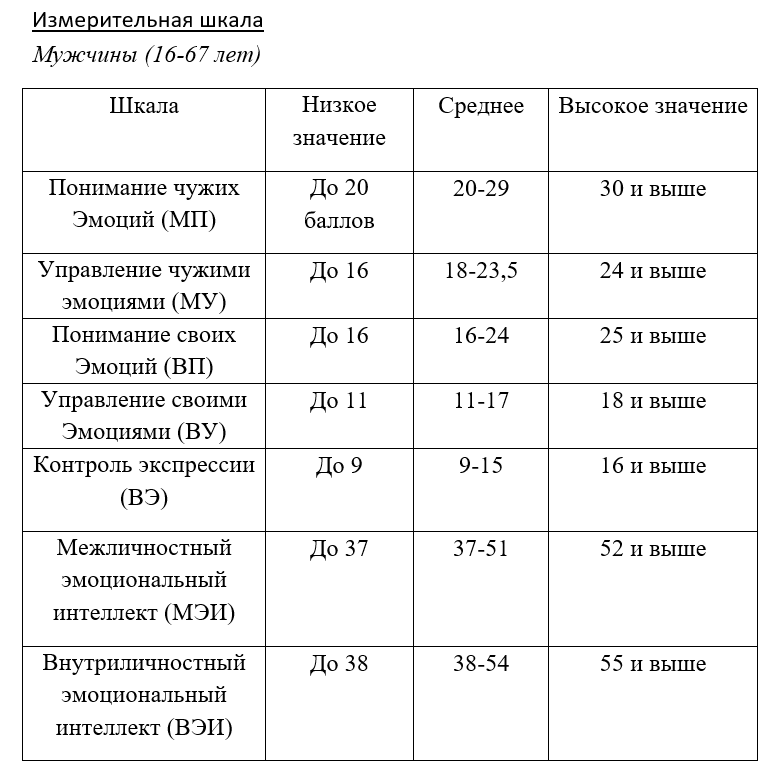 Измерительная шкала
Мужчины (16-67 лет)
Шкала
Низкое
значение
Среднее
Высокое значение
Понимание чужих
Эмоций (МП)
До 20
баллов
20-29
30 и выше
Управление чужими
эмоциями (МУ)
До 16
18-23,5
24 и выше
Понимание своих
Эмоций (ВП)
До 16
16-24
25 и выше
Управление своими
Эмоциями (ВУ)
До 11
11-17
18 и выше
Контроль экспрессии
(ВЭ)
До 9
9-15
16 и выше
Межличностный
эмоциональный
интеллект (МЭИ)
До 37
37-51
52 и выше
Внутриличностный
эмоциональный
интеллект (ВЭИ)
До 38
38-54
55 и выше